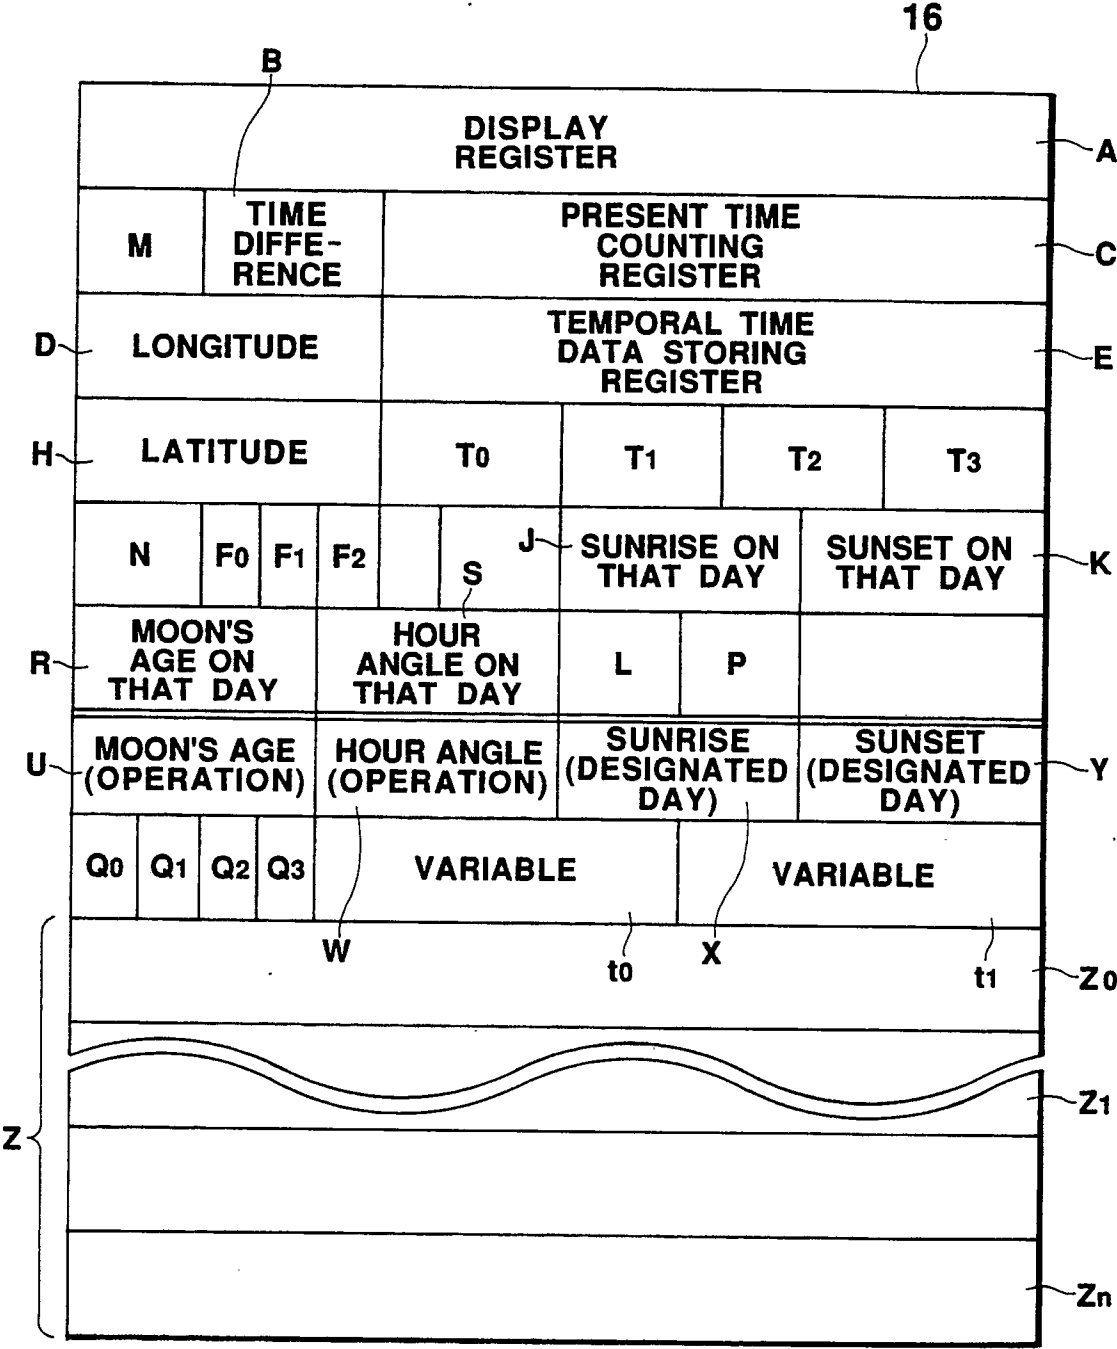 16
B
DISPLAY
REGISTER
A
M
TIME
DIFFE-
RENCE
PRESENT TIME
COUNTING
REGISTER
C
D
LONGITUDE
TEMPORAL TIME
DATA STORING
REGISTER
E
H
LATITUDE
T0
T1
T2
T3
N
F0
F1
F2
S
J
SUNRISE ON
THAT DAY
SUNSET ON
THAT DAY
K
R
MOON'S
AGE ON
THAT DAY
HOUR
ANGLE ON
THAT DAY
L
P
U
MOON'S AGE
(OPERATION)
HOUR ANGLE
(OPERATION)
SUNRISE
(DESIGNATED
DAY)
SUNSET
(DESIGNATED
DAY)
Y
Q0
Q1
Q2
Q3
VARIABLE
VARIABLE
W
t0
X
t1
Z0
Z1
Z
Zn